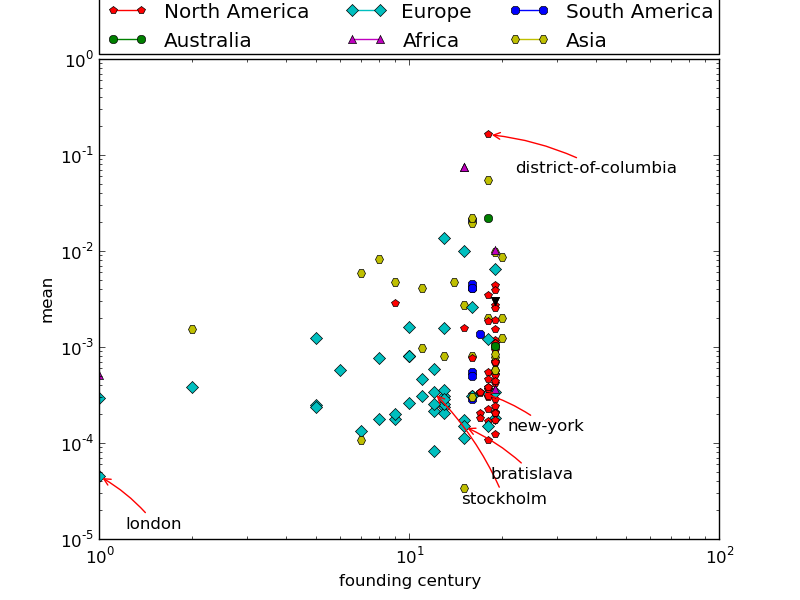 North America Europe South America
Australia Africa Asia
10^0
10^-1
district-of-columbia
10^-2
mean
10^-3
new-york
10^-4
bratislava
stockholm
london
10^-5
10^0 10^1 10^2
founding century